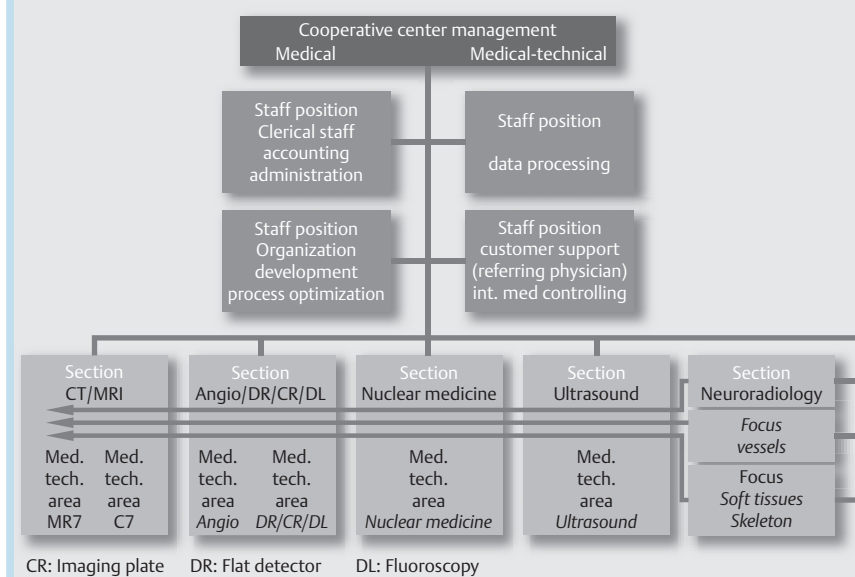 Cooperative center management
Medical Medical-technical
Staff position
Clerical staff
accounting
administration
Staff position
data processing
Staff position
Organization
development
process optimization
Staff position
customer support
(referring physician)
int. med controlling
Section
CT/MRI
Med.
tech.
area
MR7
Med.
tech.
area
C7
Section
Angio/DR/CR/DL
Med.
tech.
area
Angio
Med.
tech.
area
DR/CR/DL
Section
Nuclear medicine
Med.
tech.
area
Nuclear medicine
Section
Ultrasound
Med.
tech.
area
Ultrasound
Section
Neuroradiology
Focus
vessels
Focus
Soft tissues
Skeleton
CR: Imaging plate DR: Flat detector DL: Fluoroscopy